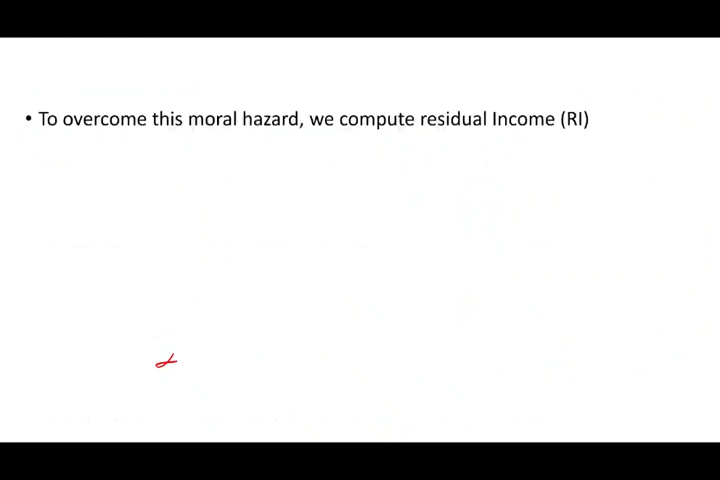 • To overcome this moral hazard, we compute residual Income (RI)